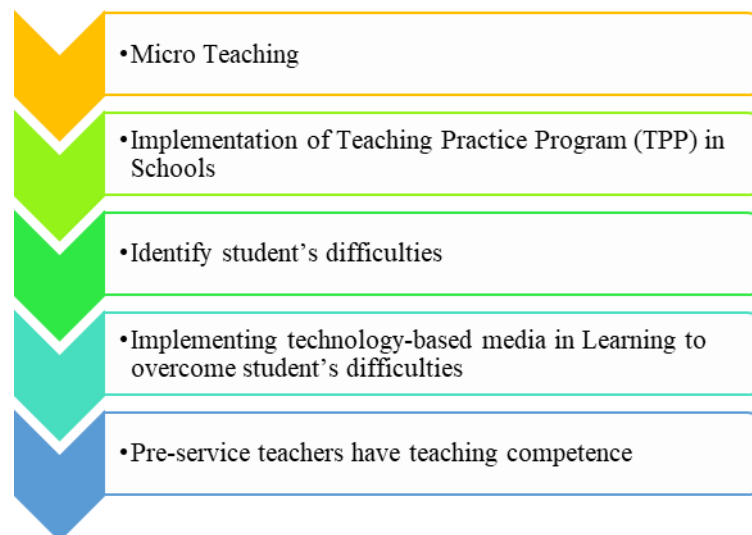 •Micro Teaching
•Implementation of Teaching Practice Program (TPP) in
Schools
•Identify student’s difficulties
•Implementing technology-based media in Learning to
overcome student’s difficulties
•Pre-service teachers have teaching competence